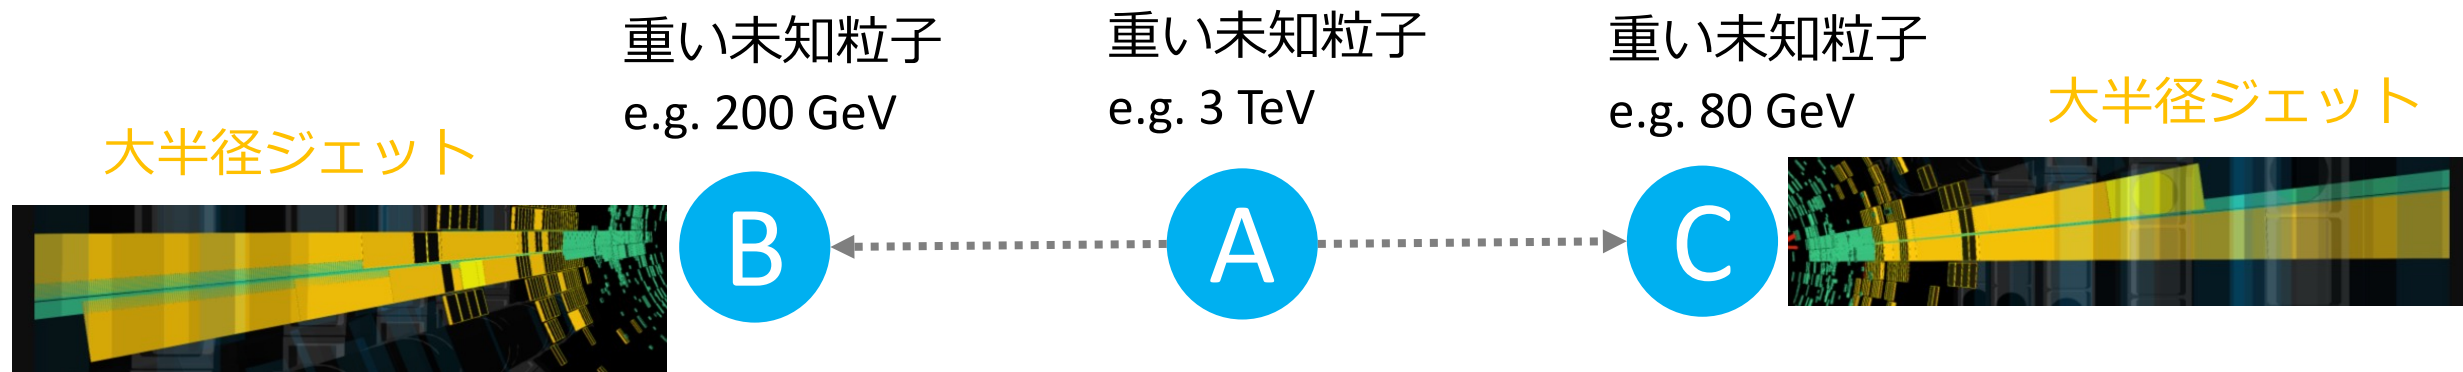 重い未知粒子
e.g. 200 GeV
重い未知粒子
e.g. 3 TeV
重い未知粒子
e.g. 80 GeV
大半径ジェット
大半径ジェット
B
A
C